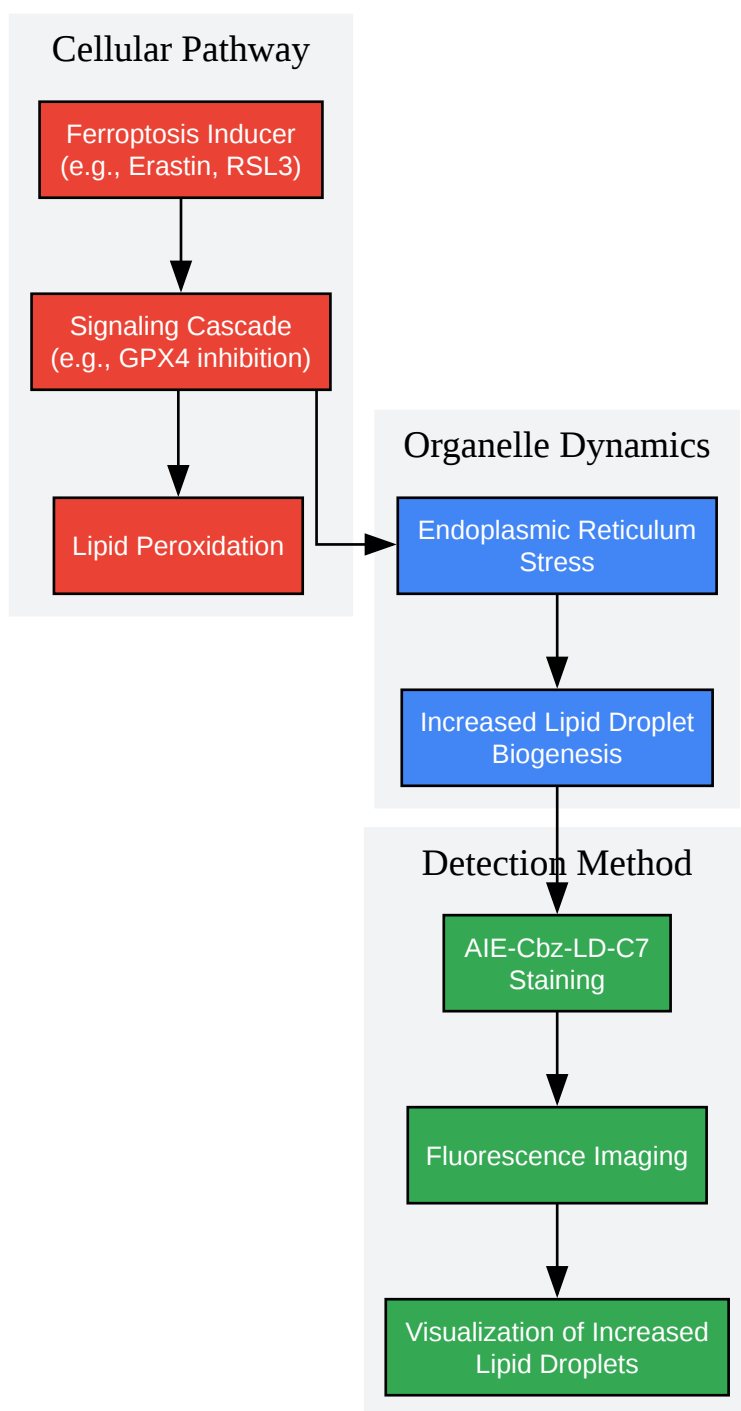 Cellular Pathway
Ferroptosis Inducer
(e.g., Erastin, RSL3)
Signaling Cascade
(e.g., GPX4 inhibition)
Lipid Peroxidation
Organelle Dynamics
Endoplasmic Reticulum
Stress
Increased Lipid Droplet
Biogenesis
Detection Method
AIE-Cbz-LD-C7
Staining
Fluorescence Imaging
Visualization of Increased
Lipid Droplets